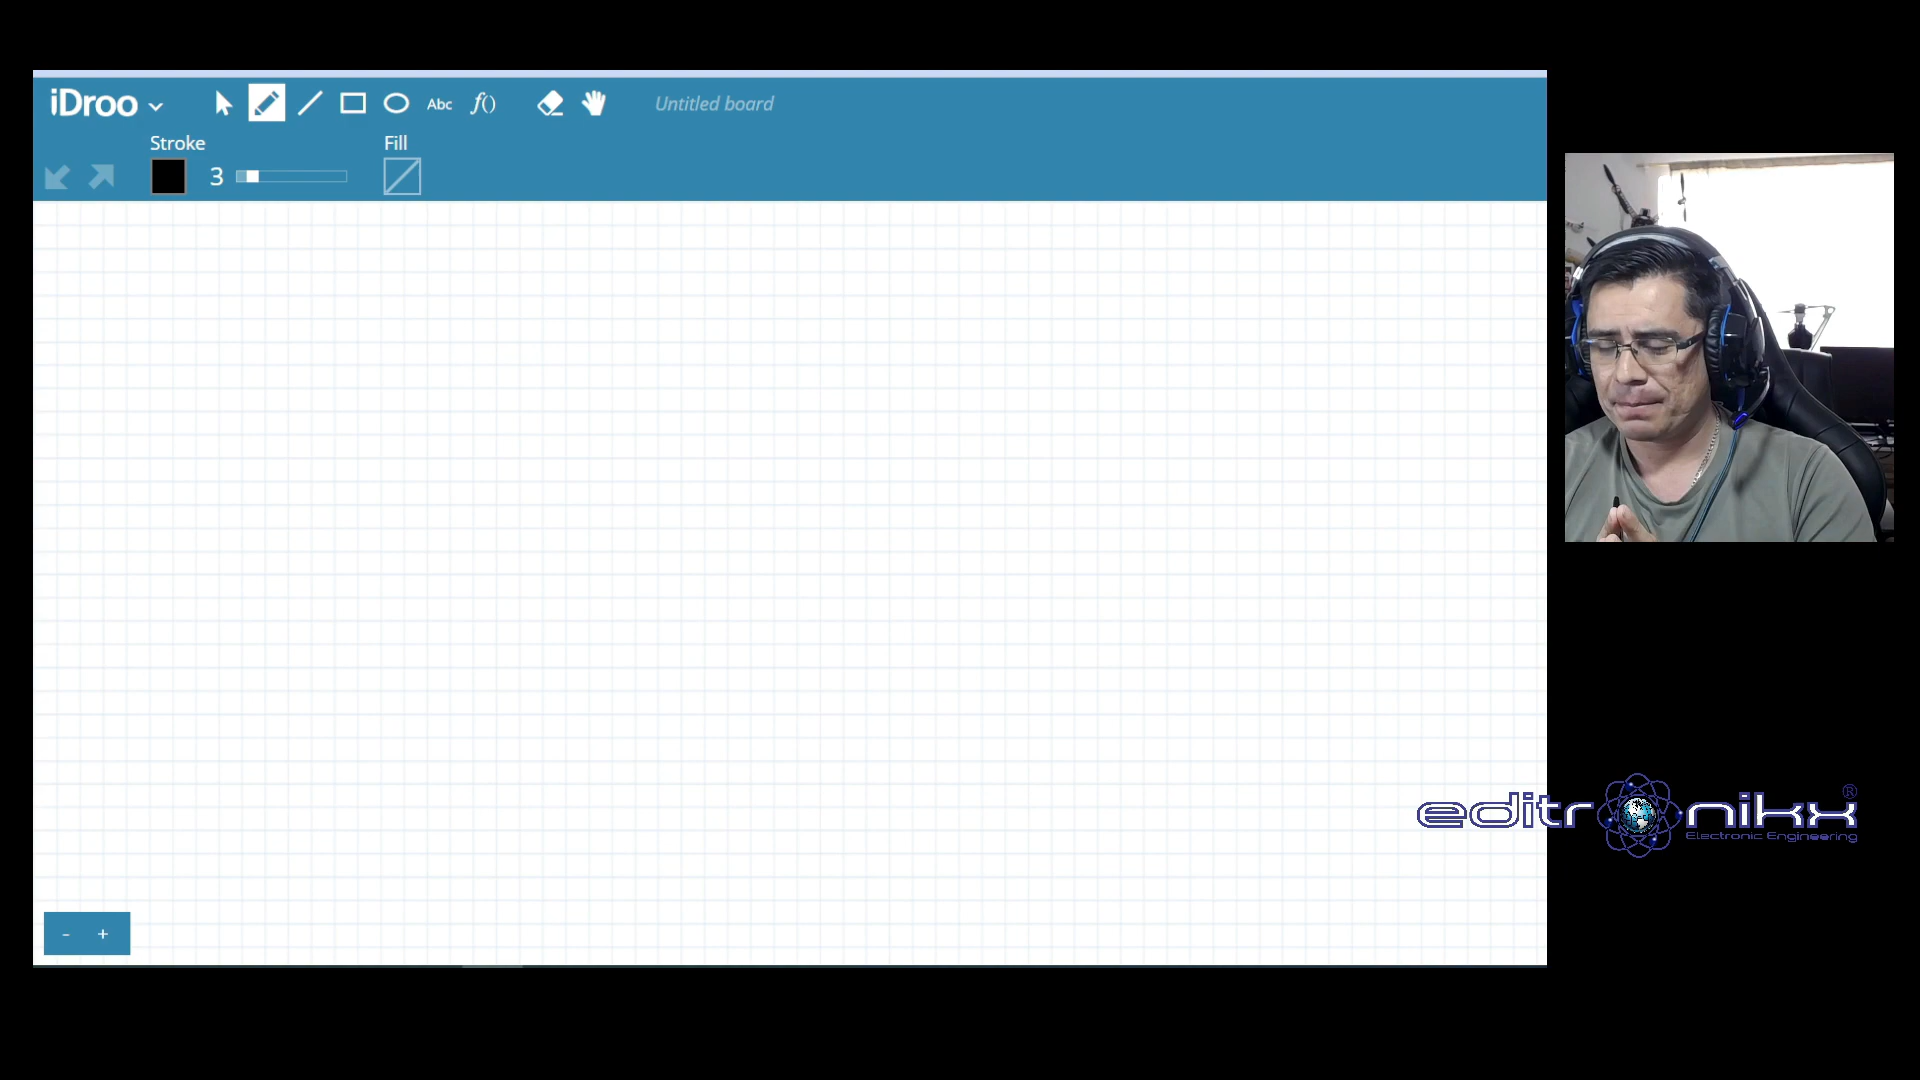 iDroo
Abc
f()
Untitled board
Stroke
Fill
3
- +
editronikx®
Electronic Engineering